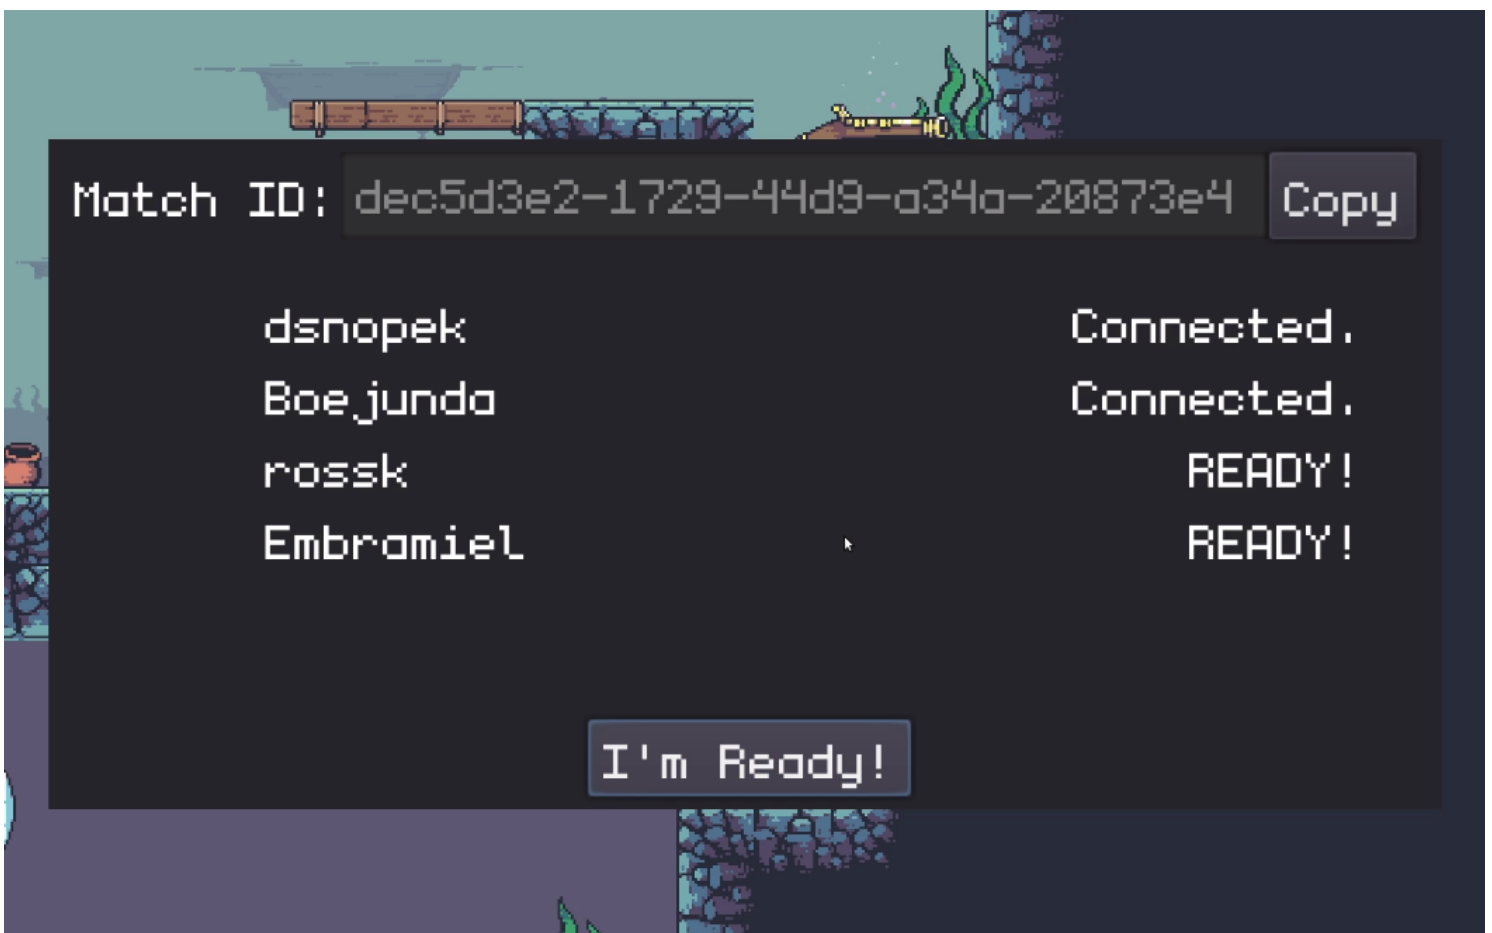 Match ID: dec5d3e2-1729-44d9-a34a-20873e4 Copy
dsnopek Connected.
Boejunda Connected.
rossk READY!
Embramiel READY!
I'm Ready!